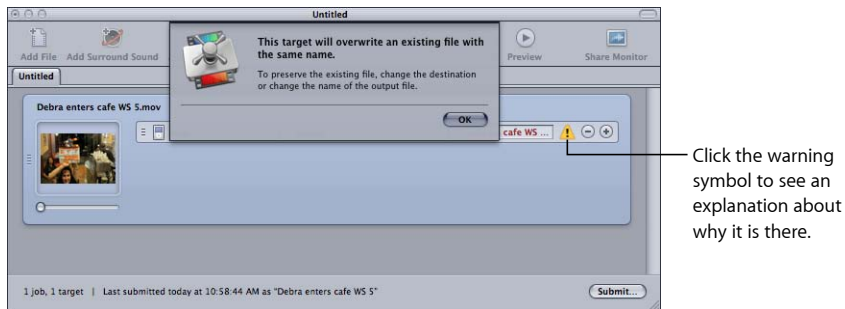 Untitled
Add File Add Surround Sound
Preview Share Monitor
This target will overwrite an existing file with
the same name.
To preserve the existing file, change the destination
or change the name of the output file.
OK
Untitled
Debra enters cafe WS 5.mov
cafe WS ...
Click the warning
symbol to see an
explanation about
why it is there.
1 job, 1 target | Last submitted today at 10:58:44 AM as "Debra enters cafe WS 5"
Submit...